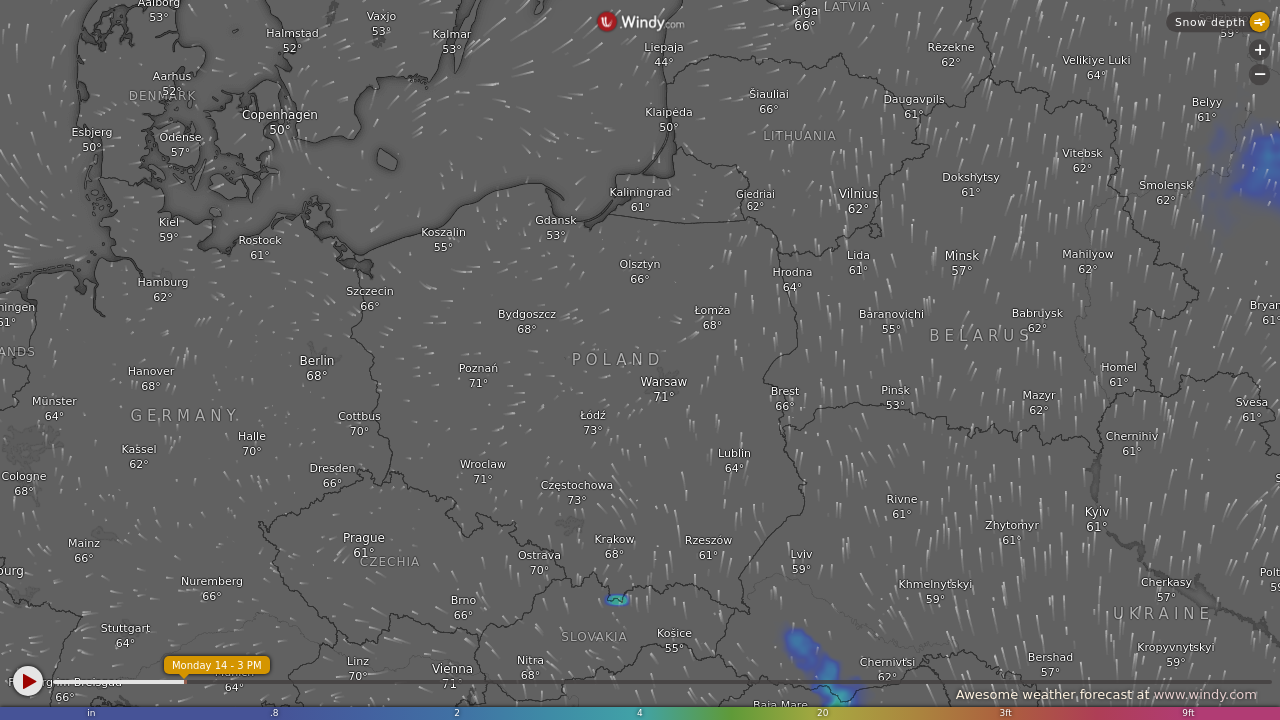 Aalborg
53°
Vaxjo
53°
Halmstad
52°
Kalmar
53°
Windy.com
Liepaja
44°
Riga
66°
LATVIA
Rēzekne
62°
Snow depth
59°
+
−
Velikiye Luki
64°
Aarhus
52°
DENMARK
Copenhagen
50°
Klaipėda
50°
Šiauliai
66°
Daugavpils
61°
Belyy
61°
Esbjerg
50°
Odense
57°
LITHUANIA
Vitebsk
62°
Dokshytsy
61°
Smolensk
62°
Kaliningrad
61°
Giedriai
62°
Vilnius
62°
Kiel
59°
Rostock
61°
Koszalin
55°
Gdansk
53°
Olsztyn
66°
Hrodna
64°
Lida
61°
Minsk
57°
Mahilyow
62°
Hamburg
62°
Szczecin
66°
Bydgoszcz
68°
Łomża
68°
Baranovichi
55°
Babruysk
62°
BELARUS
POLAND
Berlin
68°
Hanover
68°
Poznań
71°
Warsaw
71°
Brest
66°
Pinsk
53°
Mazyr
62°
Homel
61°
Münster
64°
GERMANY
Cottbus
70°
Łódź
73°
Svesa
61°
Kassel
62°
Halle
70°
Chernihiv
61°
Lublin
64°
Cologne
68°
Dresden
66°
Wroclaw
71°
Częstochowa
73°
Rivne
61°
Kyiv
61°
Zhytomyr
61°
Mainz
66°
Prague
61°
CZECHIA
Ostrava
70°
Krakow
68°
Rzeszów
61°
Lviv
59°
Nuremberg
66°
Khmelnytskyi
59°
Cherkasy
57°
Brno
66°
UKRAINE
Stuttgart
64°
SLOVAKIA
Košice
55°
Kropyvnytskyi
59°
Monday 14 - 3 PM
Linz
70°
Vienna
71°
Nitra
68°
Chernivtsi
62°
Bershad
57°
66°
64°
Baia Mare
Awesome weather forecast at www.windy.com
in .8 2 4 20 3ft 9ft